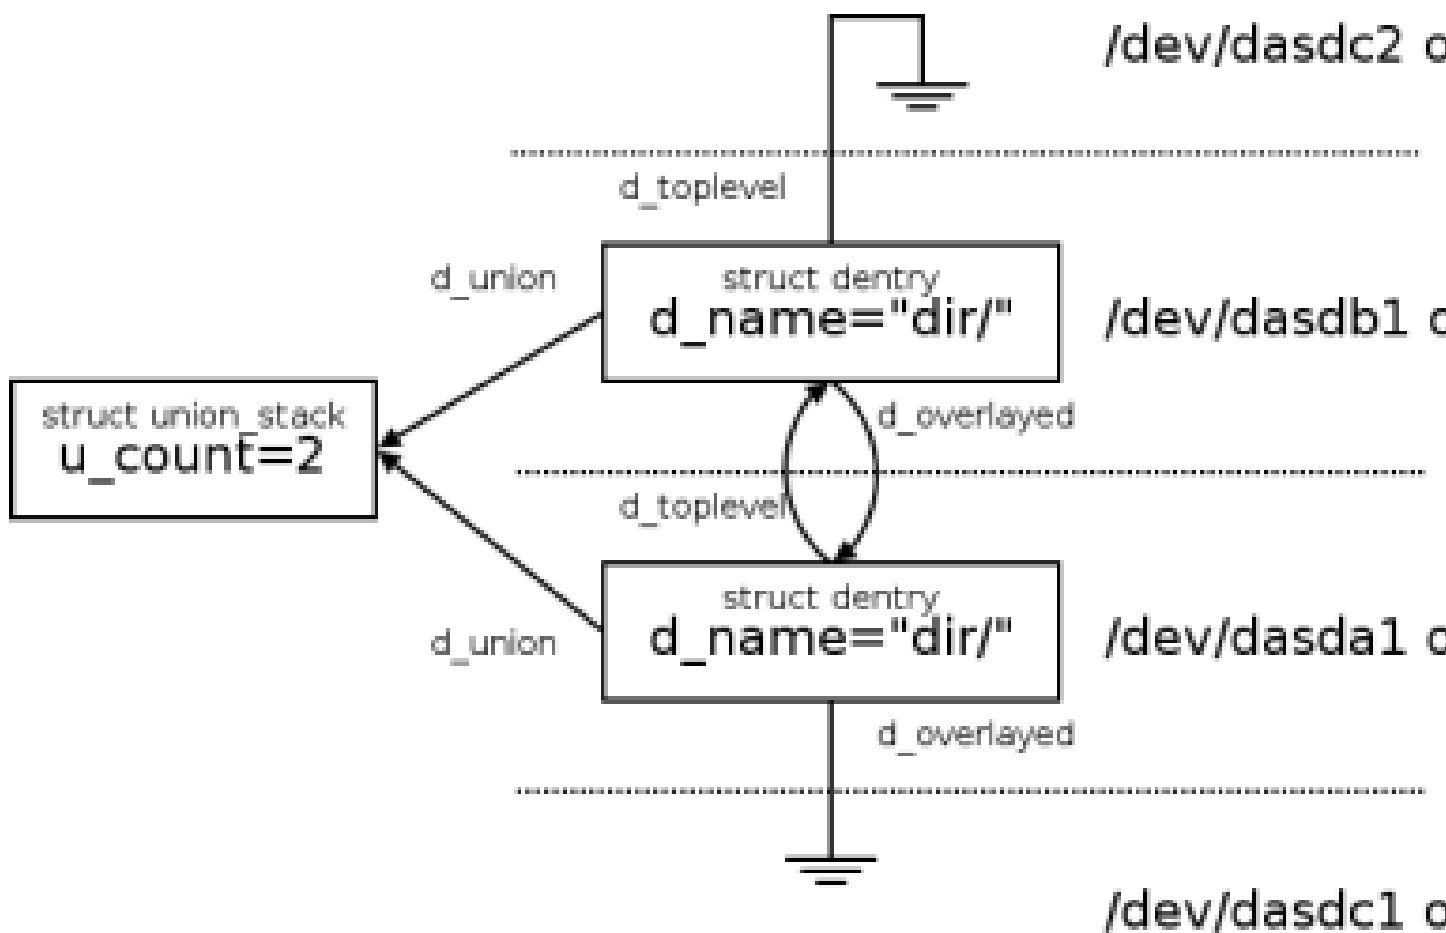 /dev/dasdc2
d_toplevel
d_union
struct dentry
d_name="dir/"
/dev/dasdb1
struct union_stack
u_count=2
d_overlayed
d_toplevel
struct dentry
d_name="dir/"
/dev/dasda1
d_union
d_overlayed
/dev/dasdc1